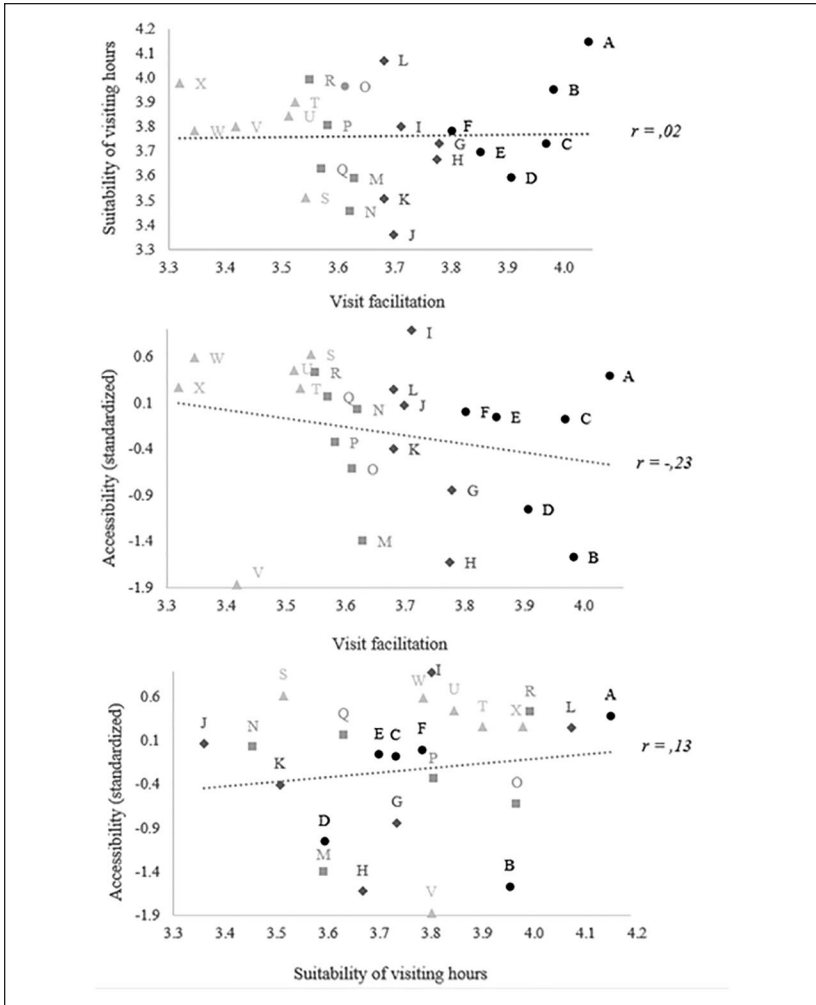 4.2
4.1
4.0
3.9
3.8
3.7
3.6
3.5
3.4
3.3
Suitability of visiting hours
A
L
B
X
R
O
T
U
W
V
P
I
F
r = ,02
G
C
E
H
Q
M
D
S
K
N
J
3.3 3.4 3.5 3.6 3.7 3.8 3.9 4.0
Visit facilitation
0.6
0.1
-0.4
-0.9
-1.4
-1.9
Accessibility (standardized)
I
W
S
U
R
A
X
T
L
Q
N
J
F
E
C
P
K
r = -,23
O
G
D
M
H
B
V
3.3 3.4 3.5 3.6 3.7 3.8 3.9 4.0
Visit facilitation
0.6
0.1
-0.4
-0.9
-1.4
-1.9
Accessibility (standardized)
S
W
I
U
R
A
T
X
L
J
N
Q
E
C
F
r = ,13
K
P
O
G
D
M
H
B
V
3.3 3.4 3.5 3.6 3.7 3.8 3.9 4.0 4.1 4.2
Suitability of visiting hours